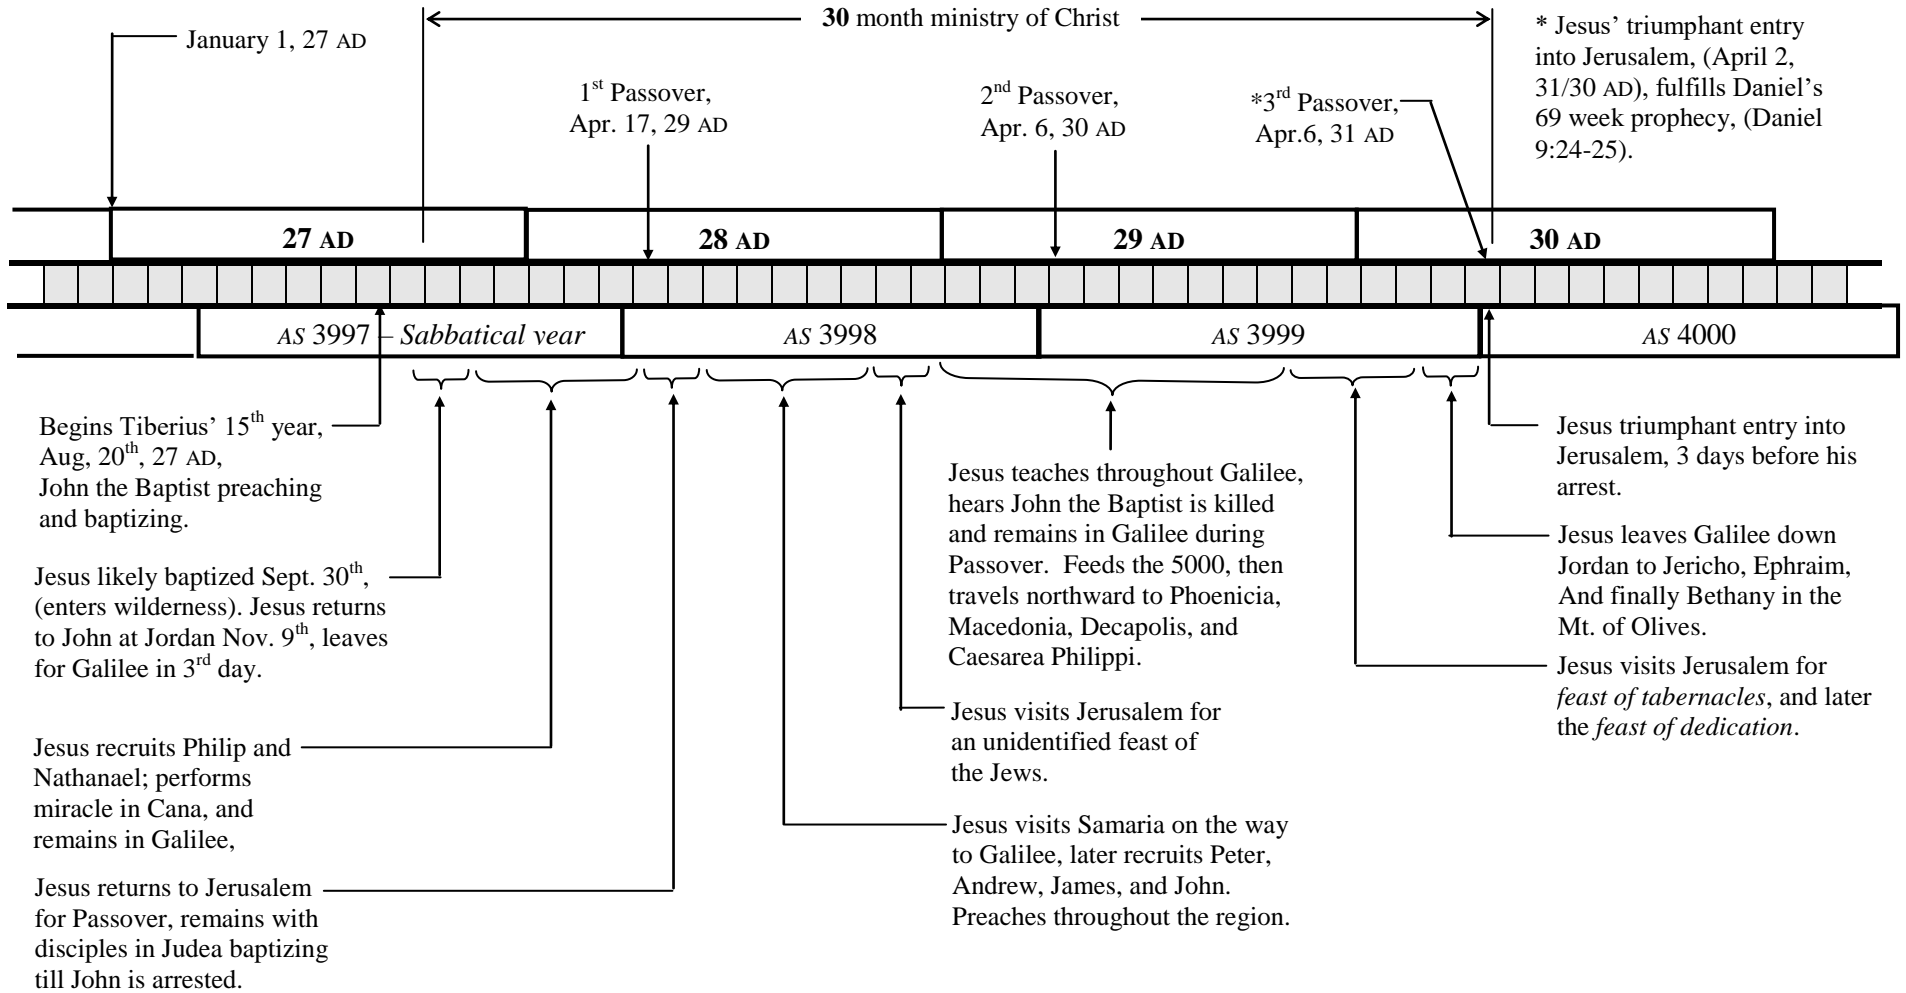 30 month ministry of Christ
January 1, 27 AD
1st Passover,
Apr. 17, 29 AD
2nd Passover,
Apr. 6, 30 AD
*3rd Passover,
Apr.6, 31 AD
* Jesus’ triumphant entry
into Jerusalem, (April 2,
31/30 AD), fulfills Daniel’s
69 week prophecy, (Daniel
9:24-25).
27 AD
28 AD
29 AD
30 AD
AS 3997 – Sabbatical year
AS 3998
AS 3999
AS 4000
Begins Tiberius’ 15th year,
Aug, 20th, 27 AD,
John the Baptist preaching
and baptizing.
Jesus likely baptized Sept. 30th,
(enters wilderness). Jesus returns
to John at Jordan Nov. 9th, leaves
for Galilee in 3rd day.
Jesus recruits Philip and
Nathanael; performs
miracle in Cana, and
remains in Galilee,
Jesus returns to Jerusalem
for Passover, remains with
disciples in Judea baptizing
till John is arrested.
Jesus teaches throughout Galilee,
hears John the Baptist is killed
and remains in Galilee during
Passover.  Feeds the 5000, then
travels northward to Phoenicia,
Macedonia, Decapolis, and
Caesarea Philippi.
Jesus visits Jerusalem for
an unidentified feast of
the Jews.
Jesus visits Samaria on the way
to Galilee, later recruits Peter,
Andrew, James, and John.
Preaches throughout the region.
Jesus triumphant entry into
Jerusalem, 3 days before his
arrest.
Jesus leaves Galilee down
Jordan to Jericho, Ephraim,
And finally Bethany in the
Mt. of Olives.
Jesus visits Jerusalem for
feast of tabernacles, and later
the feast of dedication.